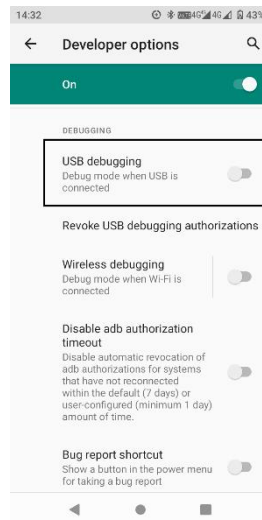 14:32 4G 4G 43%
Developer options
On
DEBUGGING
USB debugging
Debug mode when USB is
connected
Revoke USB debugging authorizations
Wireless debugging
Debug mode when Wi-Fi is
connected
Disable adb authorization
timeout
Disable automatic revocation of
adb authorizations for systems
that have not reconnected
within the default (7 days) or
user-configured (minimum 1 day)
amount of time.
Bug report shortcut
Show a button in the power menu
for taking a bug report